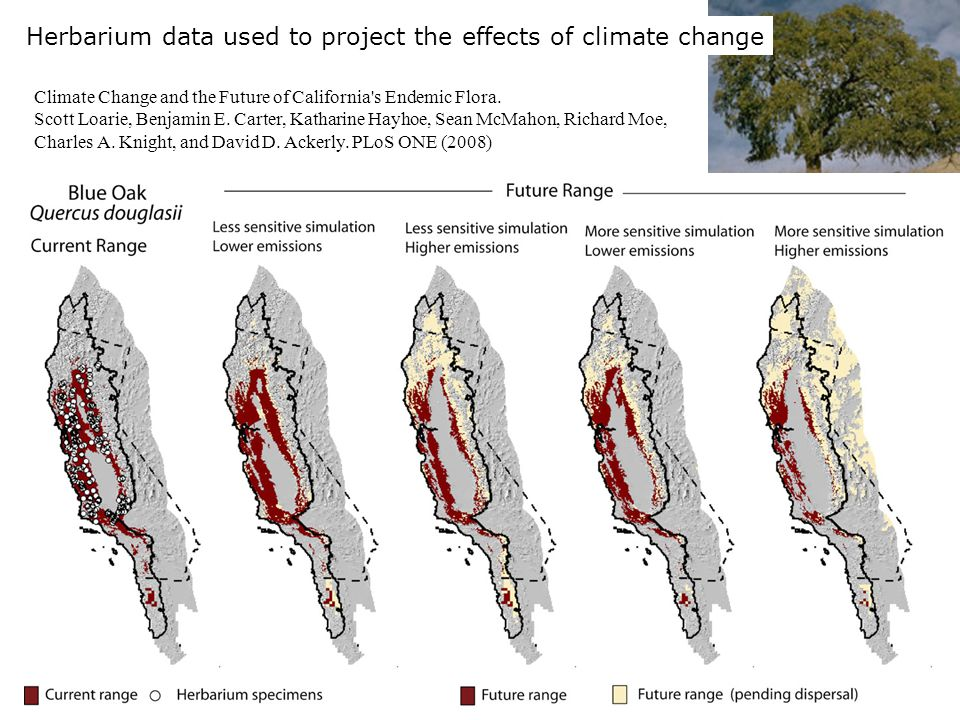 Herbarium data used to project the effects of climate change
Climate Change and the Future of California's Endemic Flora.
Scott Loarie, Benjamin E. Carter, Katharine Hayhoe, Sean McMahon, Richard Moe,
Charles A. Knight, and David D. Ackerly. PLoS ONE (2008)
Blue Oak
Quercus douglasii
Current Range
Future Range
Less sensitive simulation
Lower emissions
Less sensitive simulation
Higher emissions
More sensitive simulation
Lower emissions
More sensitive simulation
Higher emissions
Current range
Herbarium specimens
Future range
Future range (pending dispersal)